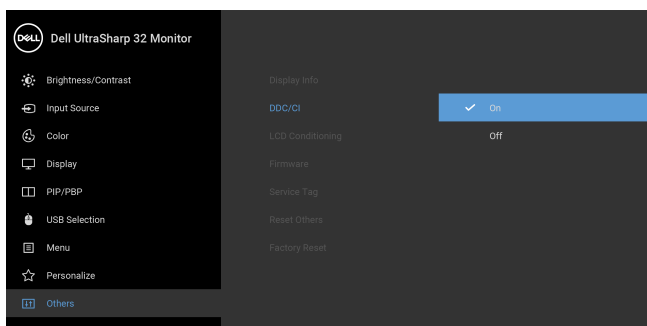 DELL Dell UltraSharp 32 Monitor
Brightness/Contrast
Input Source
Color
Display
PIP/PBP
USB Selection
Menu
Personalize
Others
Display Info
DDC/CI
LCD Conditioning
Firmware
Service Tag
Reset Others
Factory Reset
On
Off